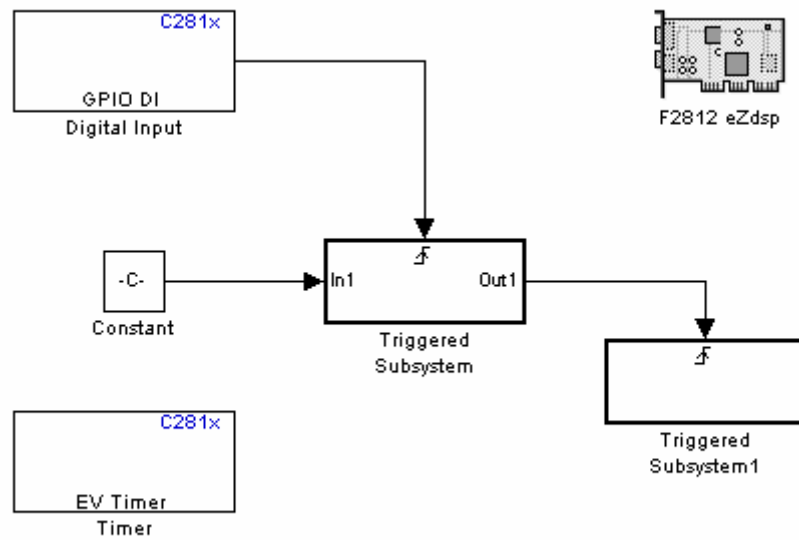 C281x
GPIO DI
Digital Input
F2812 eZdsp
-C-
Constant
In1
Out1
Triggered
Subsystem
Triggered
Subsystem1
C281x
EV Timer
Timer